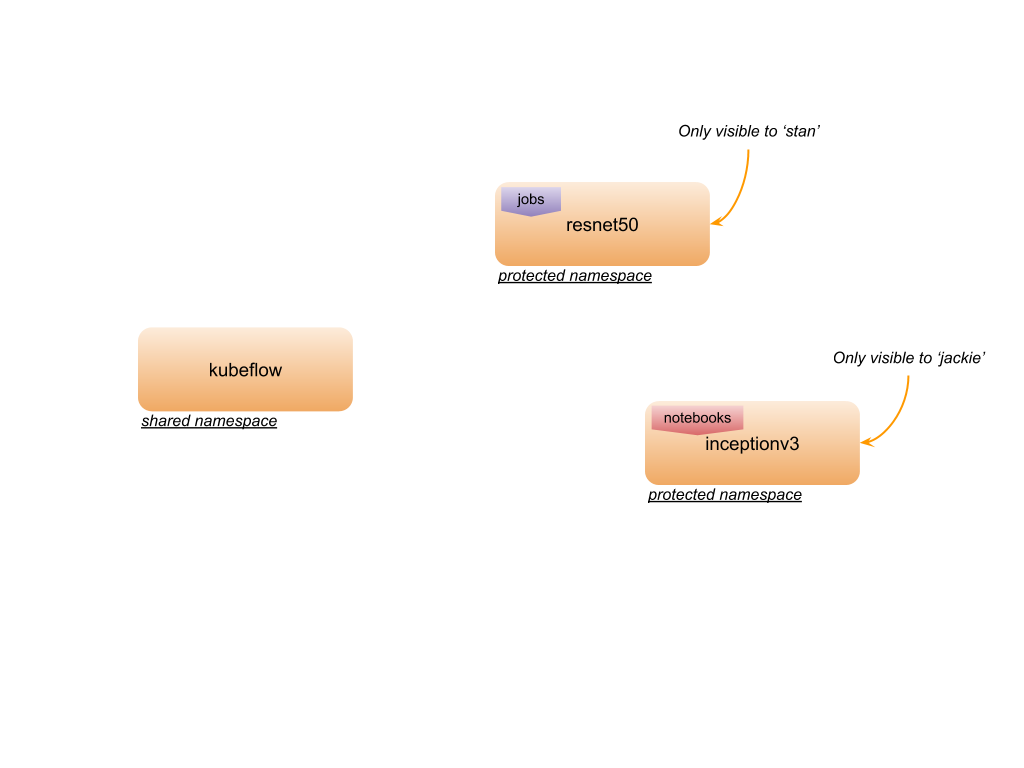 Only visible to ‘stan’
jobs
resnet50
protected namespace
kubeflow
shared namespace
Only visible to ‘jackie’
notebooks
inceptionv3
protected namespace